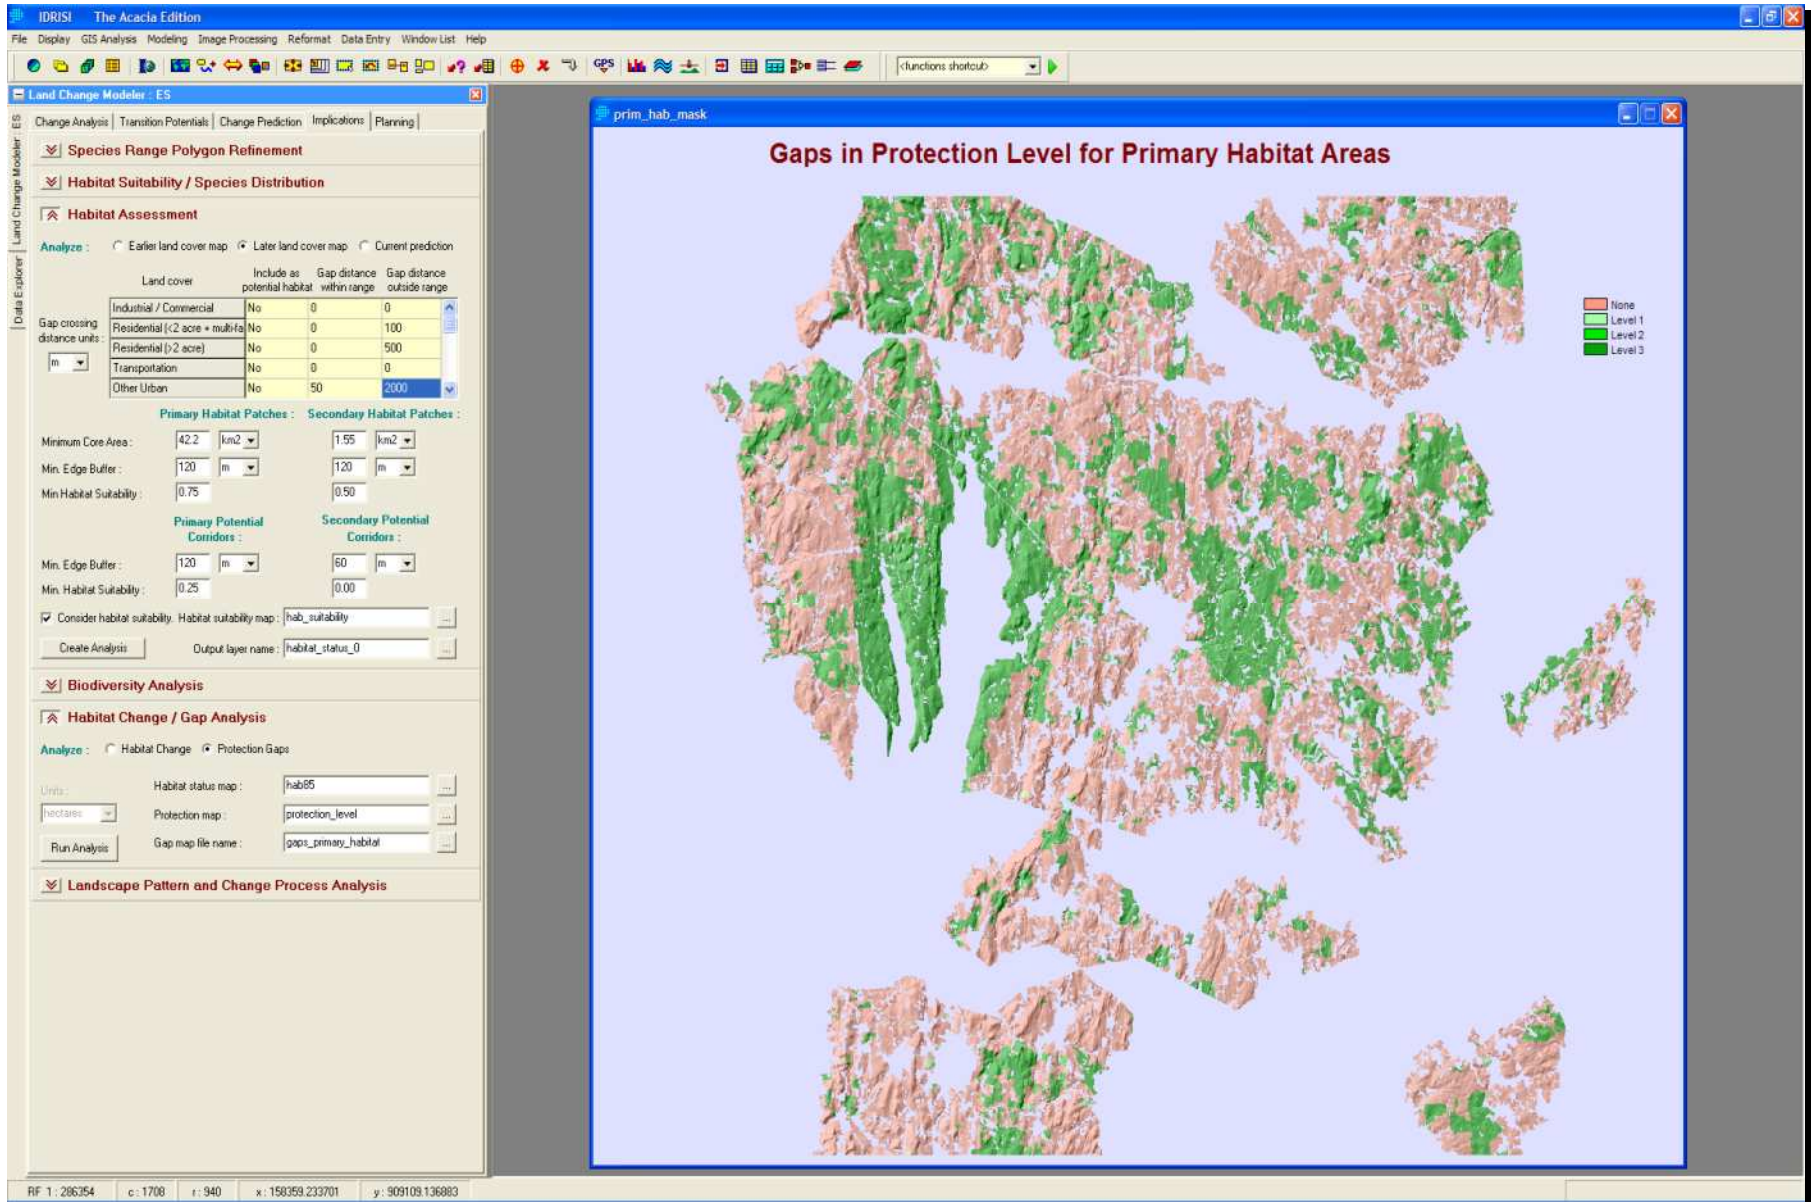 IDRISI The Acacia Edition
File Display GIS Analysis Modeling Image Processing Reformat Data Entry Window List Help
GPS <functions shortcut>
Land Change Modeler : ES
Land Change Modeler : ES
Data Explorer
Change Analysis Transition Potentials Change Prediction Implications Planning
Species Range Polygon Refinement
Habitat Suitability / Species Distribution
Habitat Assessment
Analyze : Earlier land cover map Later land cover map Current prediction
Land cover Include as potential habitat Gap distance within range Gap distance outside range
Gap crossing distance units :
m
Industrial / Commercial No 0 0
Residential (<2 acre + multi-fa No 0 100
Residential (>2 acre) No 0 500
Transportation No 0 0
Other Urban No 50 2000
Primary Habitat Patches : Secondary Habitat Patches :
Minimum Core Area : 42.2 km2 1.55 km2
Min. Edge Buffer : 120 m 120 m
Min Habitat Suitability : 0.75 0.50
Primary Potential Corridors : Secondary Potential Corridors :
Min. Edge Buffer : 120 m 60 m
Min. Habitat Suitability : 0.25 0.00
Consider habitat suitability. Habitat suitability map : hab_suitability ...
Create Analysis Output layer name : habitat_status_0 ...
Biodiversity Analysis
Habitat Change / Gap Analysis
Analyze : Habitat Change Protection Gaps
Units :
hectares
Habitat status map : hab85 ...
Protection map : protection_level ...
Run Analysis Gap map file name : gaps_primary_habitat ...
Landscape Pattern and Change Process Analysis
prim_hab_mask
Gaps in Protection Level for Primary Habitat Areas
None
Level 1
Level 2
Level 3
RF 1 : 286354 c : 1708 r : 940 x : 158359.233701 y : 909109.136883